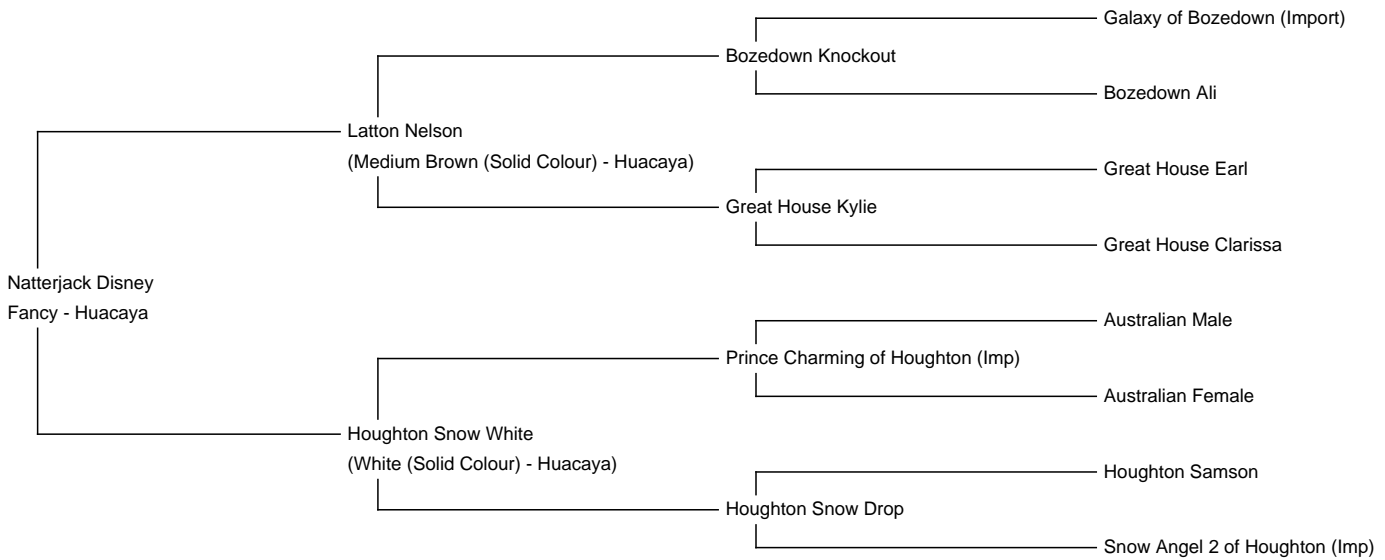 Galaxy of Bozedown (Import)
Bozedown Knockout
Bozedown Ali
Latton Nelson
(Medium Brown (Solid Colour) - Huacaya)
Great House Earl
Great House Kylie
Great House Clarissa
Natterjack Disney
Fancy - Huacaya
Australian Male
Prince Charming of Houghton (Imp)
Australian Female
Houghton Snow White
(White (Solid Colour) - Huacaya)
Houghton Samson
Houghton Snow Drop
Snow Angel 2 of Houghton (Imp)